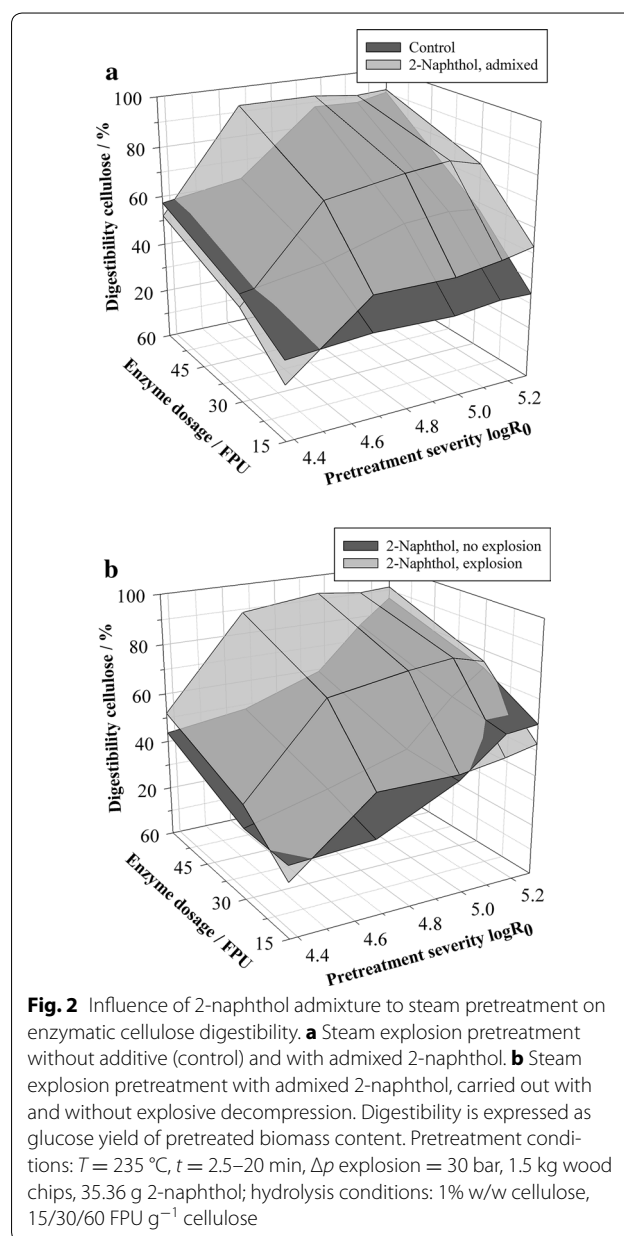 Control
2-Naphthol, admixed
a
100
80
60
40
20
Digestibility cellulose / %
60
45
30
15
Enzyme dosage / FPU
4.4
4.6
4.8
5.0
5.2
Pretreatment severity logR0
2-Naphthol, no explosion
2-Naphthol, explosion
b
100
80
60
40
20
Digestibility cellulose / %
60
45
30
15
Enzyme dosage / FPU
4.4
4.6
4.8
5.0
5.2
Pretreatment severity logR0
Fig. 2 Influence of 2-naphthol admixture to steam pretreatment on
enzymatic cellulose digestibility. a Steam explosion pretreatment
without additive (control) and with admixed 2-naphthol. b Steam
explosion pretreatment with admixed 2-naphthol, carried out with
and without explosive decompression. Digestibility is expressed as
glucose yield of pretreated biomass content. Pretreatment condi-
tions: T = 235 °C, t = 2.5–20 min, Δp explosion = 30 bar, 1.5 kg wood
chips, 35.36 g 2-naphthol; hydrolysis conditions: 1% w/w cellulose,
15/30/60 FPU g⁻¹ cellulose